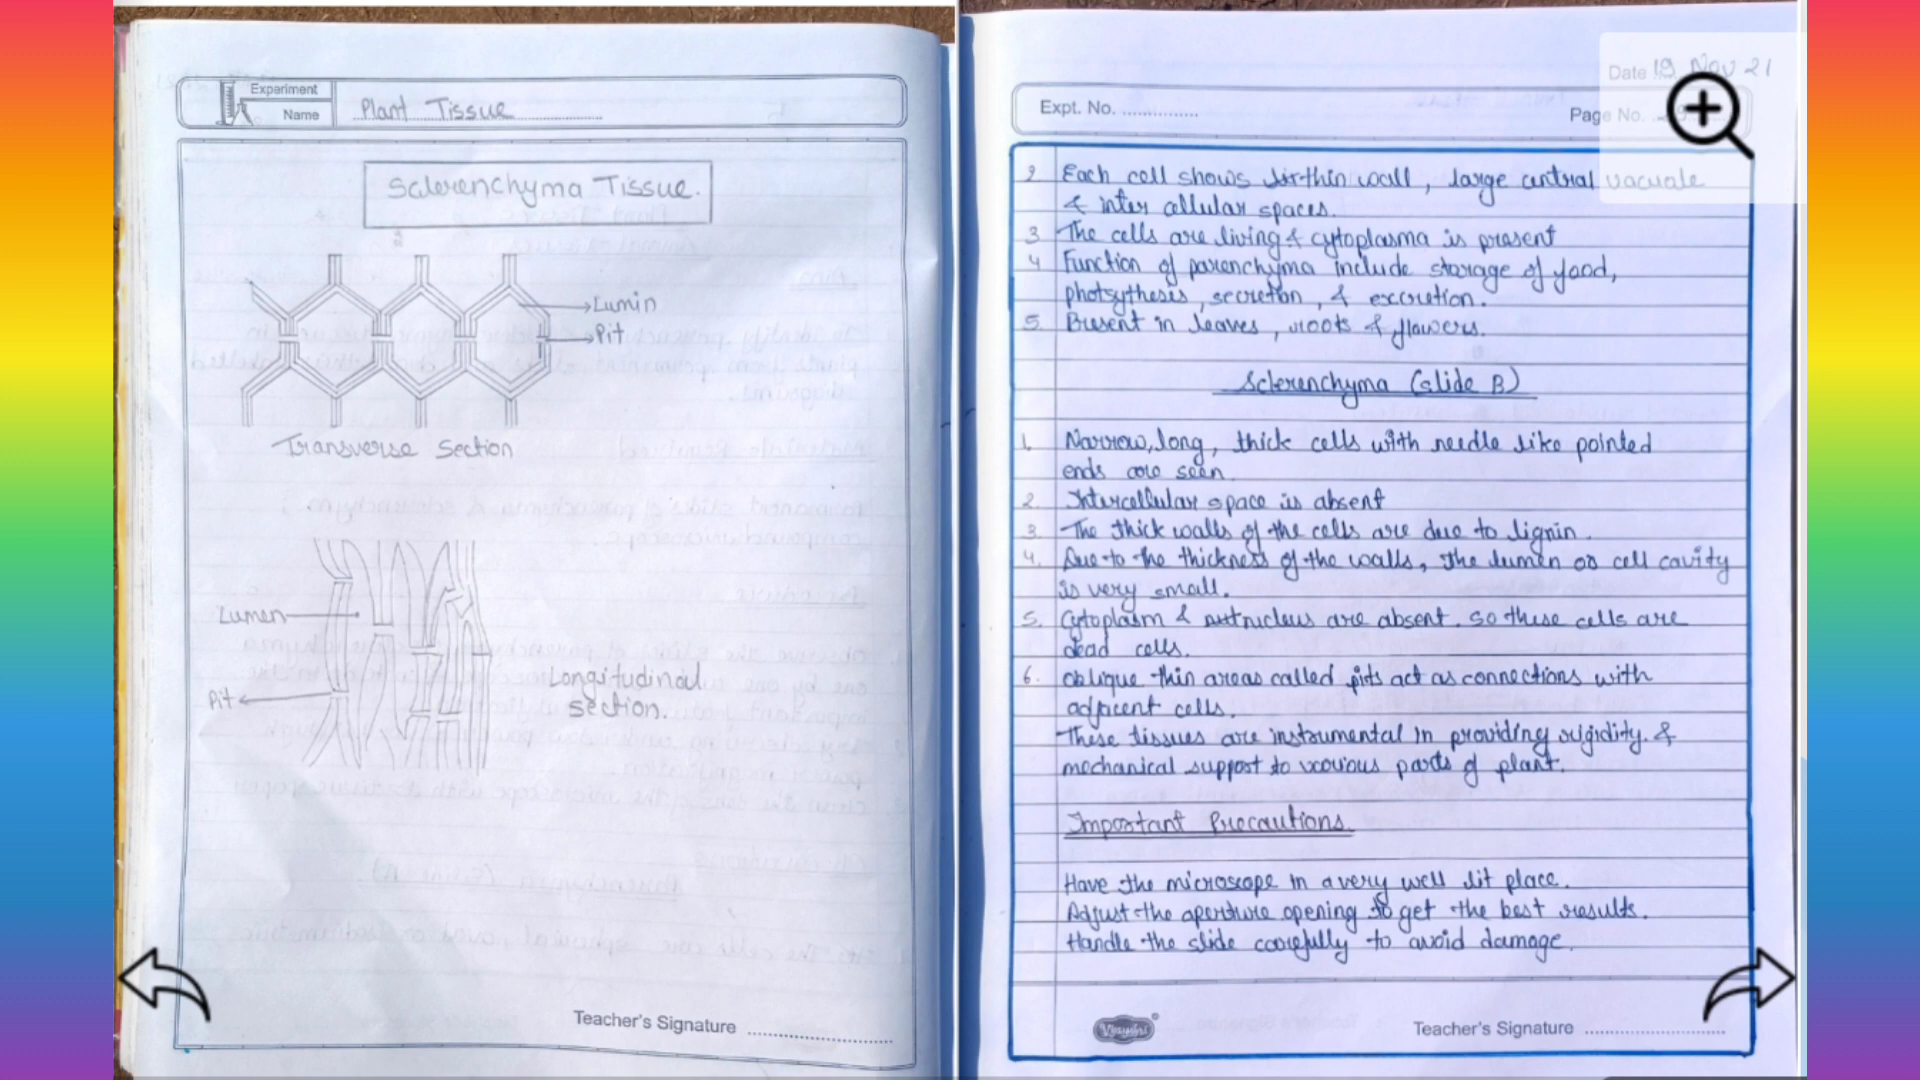 Experiment
Name
Plant Tissue
Sclerenchyma Tissue.
Lumin
Pit
Transverse Section
Lumen
Pit
Longitudinal
section.
Teacher's Signature
Date 19 Nov 21
Expt. No.
Page No.
2 Each cell shows thin wall, large central vacuale
& inter cellular spaces.
3 The cells are living & cytoplasma is present
4 Function of parenchyma include storage of food,
photsythesis, secretion, & excretion.
5. Present in leaves, roots & flowers.
Sclerenchyma (slide B)
1. Narrow, long, thick cells with needle like pointed
ends are seen.
2. Intercellular space is absent
3. The thick walls of the cells are due to lignin.
4. Due to the thickness of the walls, The lumen or cell cavity
is very small.
5. Cytoplasm & nucleus are absent. so these cells are
dead cells.
6. oblique thin areas called pits act as connections with
adjacent cells.
These tissues are instrumental in providing rigidity. &
mechanical support to various parts of plant.
Important Precautions.
Have the microscope in a very well lit place.
Adjust the aperture opening to get the best results.
Handle the slide carefully to avoid damage.
Teacher's Signature